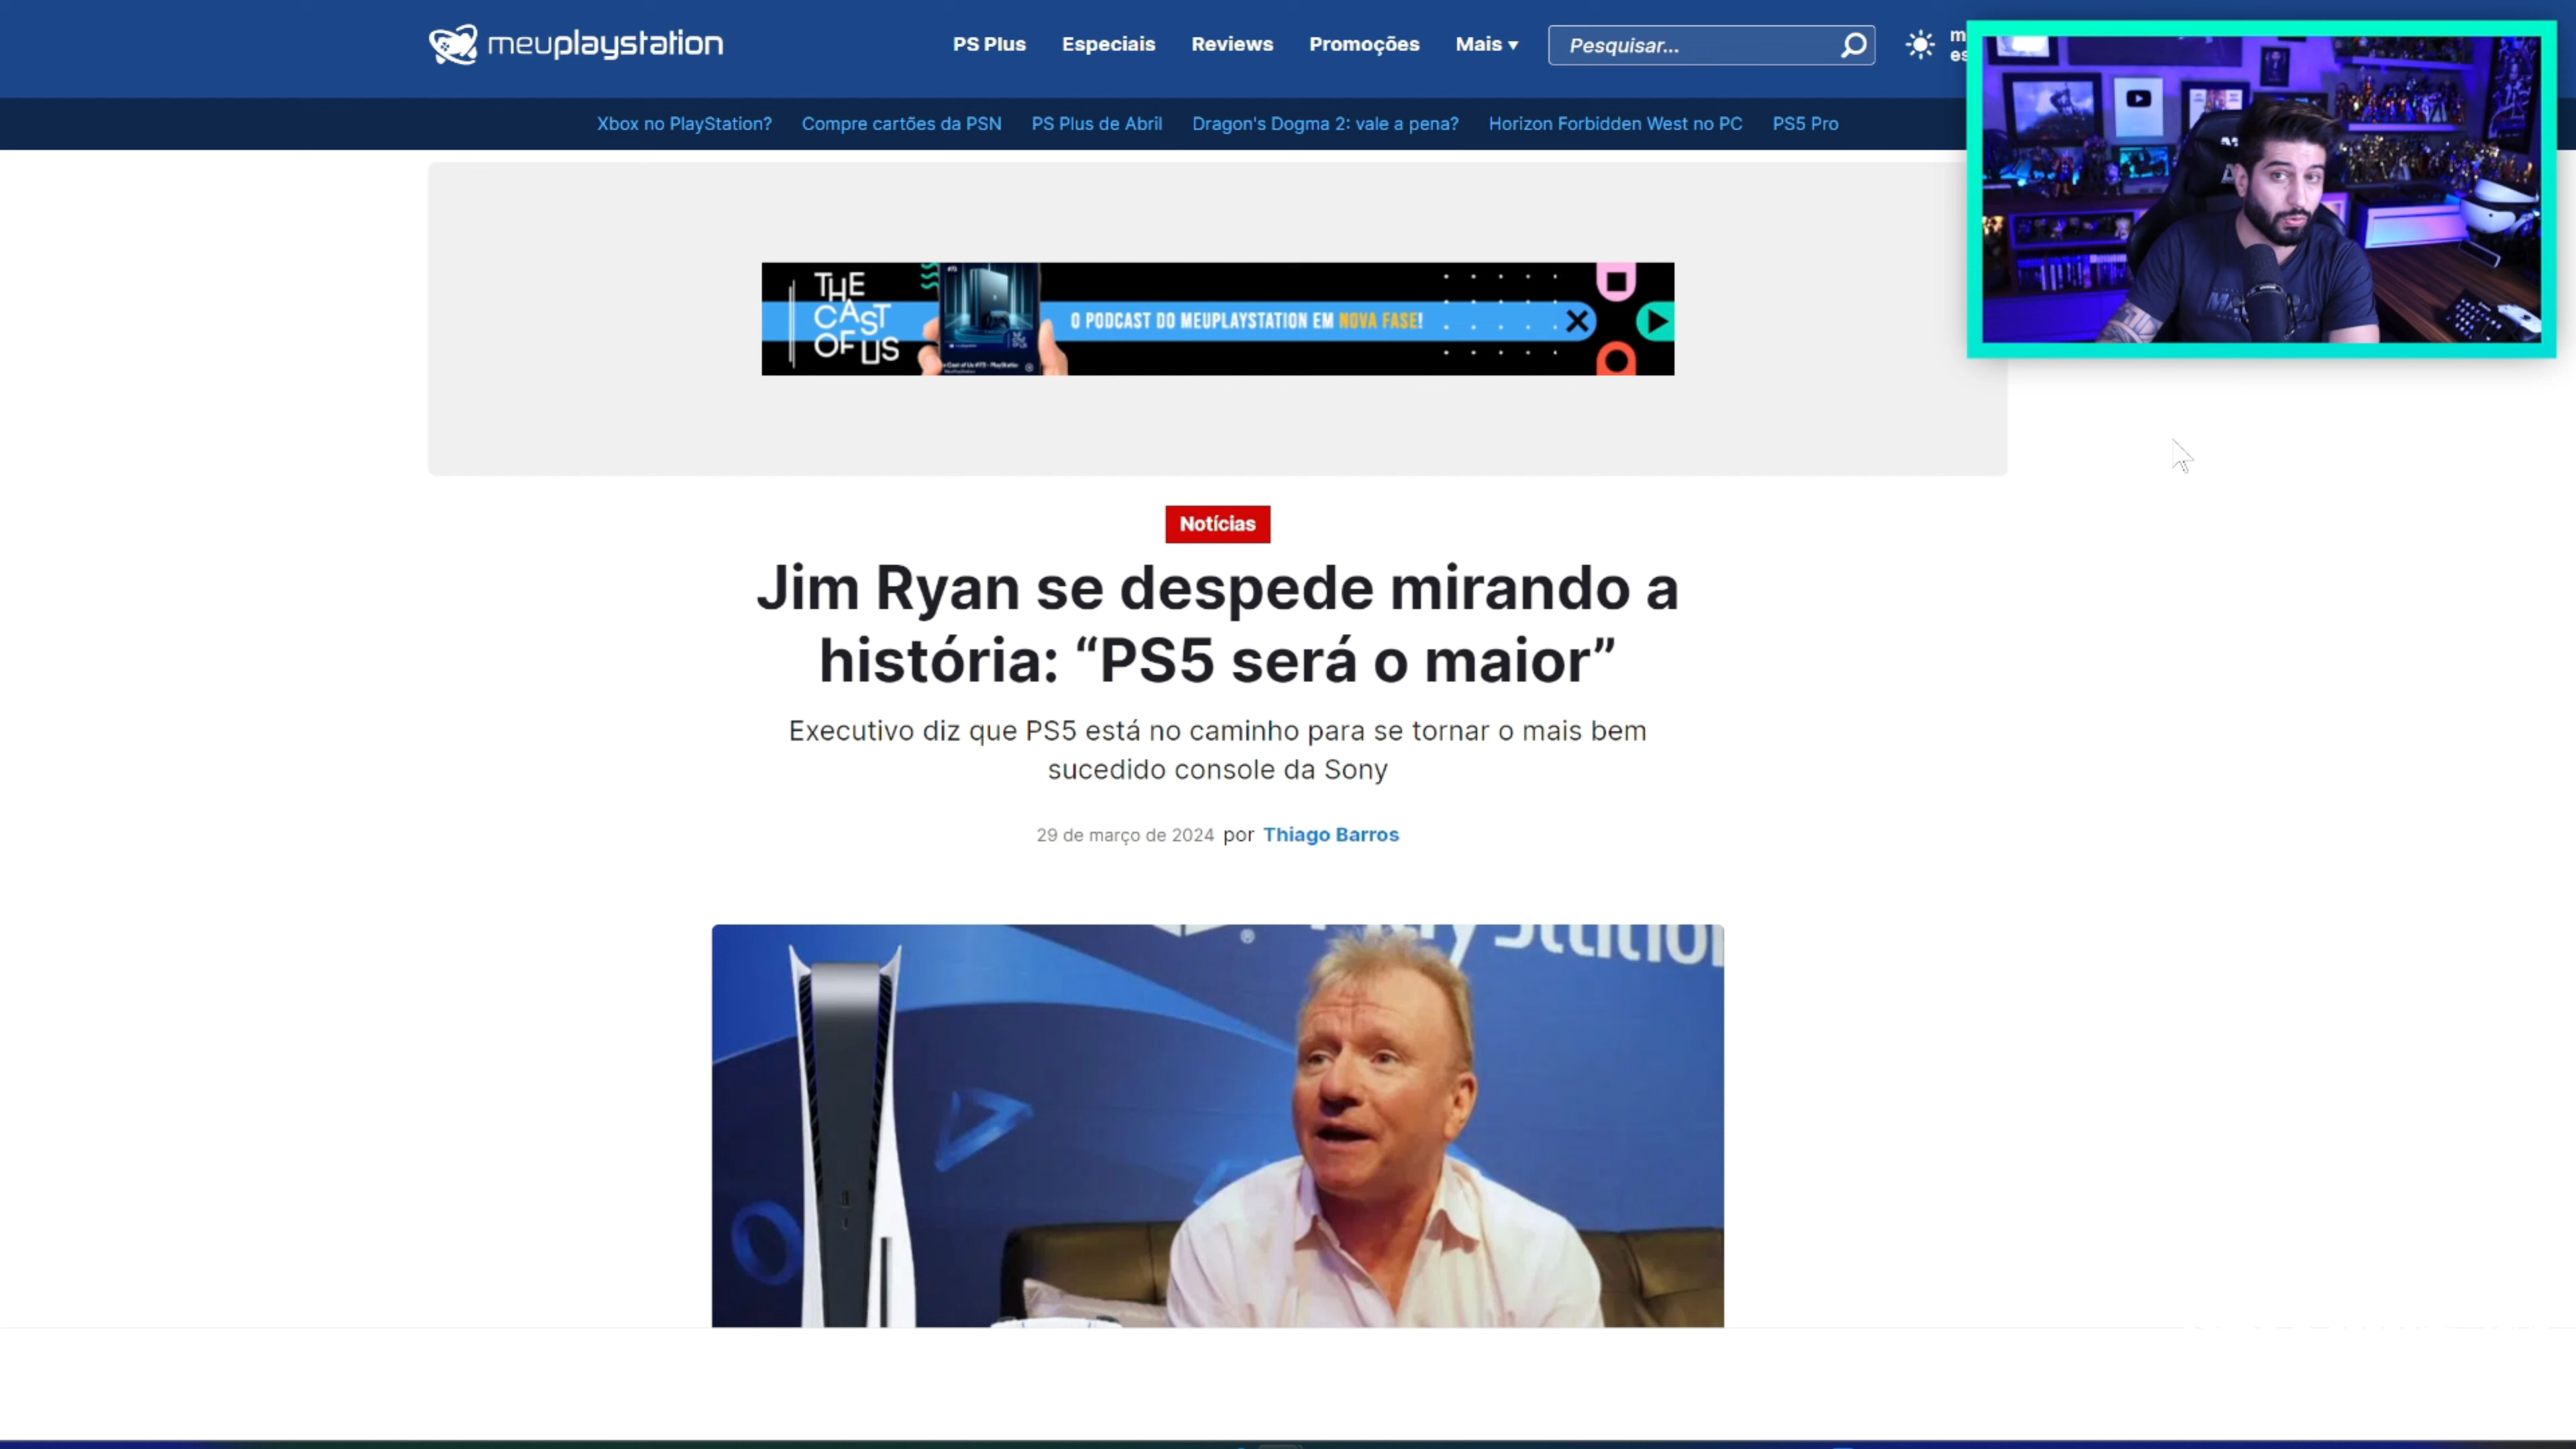 meuplaystation
PS Plus
Especiais
Reviews
Promoções
Mais ▾
Pesquisar...
Xbox no PlayStation?
Compre cartões da PSN
PS Plus de Abril
Dragon's Dogma 2: vale a pena?
Horizon Forbidden West no PC
PS5 Pro
THE
CAST
OF US
O PODCAST DO MEUPLAYSTATION EM NOVA FASE!
Notícias
Jim Ryan se despede mirando a
história: “PS5 será o maior”
Executivo diz que PS5 está no caminho para se tornar o mais bem
sucedido console da Sony
29 de março de 2024 por Thiago Barros
PlayStation